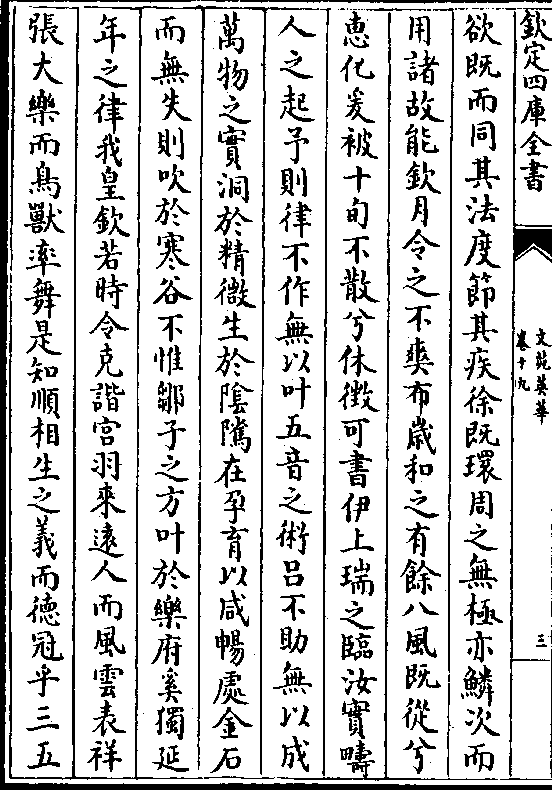 欽定四庫全書
文苑英華
卷十九
三
欲既而同其法度節其疾徐既環周之無極亦鱗次而
用諸故能欽月令之不爽布歲和之有餘八風既從兮
惠化爰被十旬不散兮休徴可書伊上瑞之臨汝實疇
人之起予則律不作無以叶五音之術吕不助無以成
萬物之實洞於精微生於陰隲在孕育以咸暢處金石
而無失則吹於寒谷不惟鄒子之方叶於樂府奚獨延
年之律我皇欽若時令克諧宫羽來逺人而風雲表祥
張大樂而鳥獸率舞是知順相生之義而徳冠乎三五